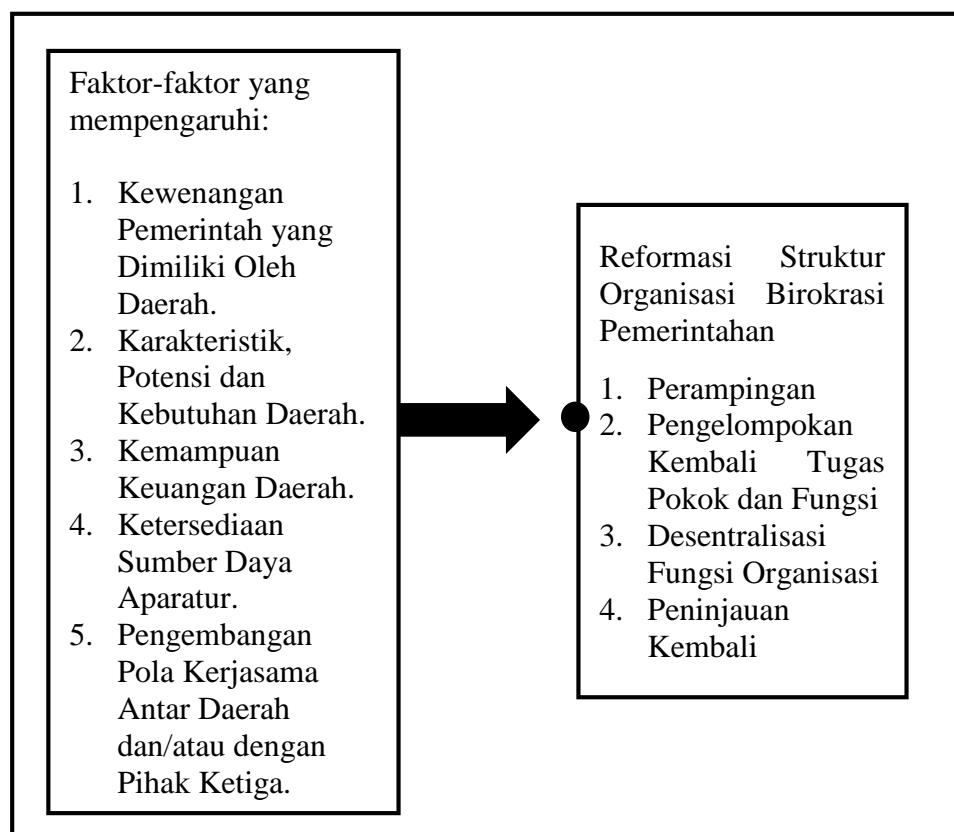 Faktor-faktor yang
mempengaruhi:
1. Kewenangan
Pemerintah yang
Dimiliki Oleh
Daerah.
2. Karakteristik,
Potensi dan
Kebutuhan Daerah.
3. Kemampuan
Keuangan Daerah.
4. Ketersediaan
Sumber Daya
Aparatur.
5. Pengembangan
Pola Kerjasama
Antar Daerah
dan/atau dengan
Pihak Ketiga.
Reformasi Struktur
Organisasi Birokrasi
Pemerintahan
1. Perampingan
2. Pengelompokan
Kembali Tugas
Pokok dan Fungsi
3. Desentralisasi
Fungsi Organisasi
4. Peninjauan
Kembali